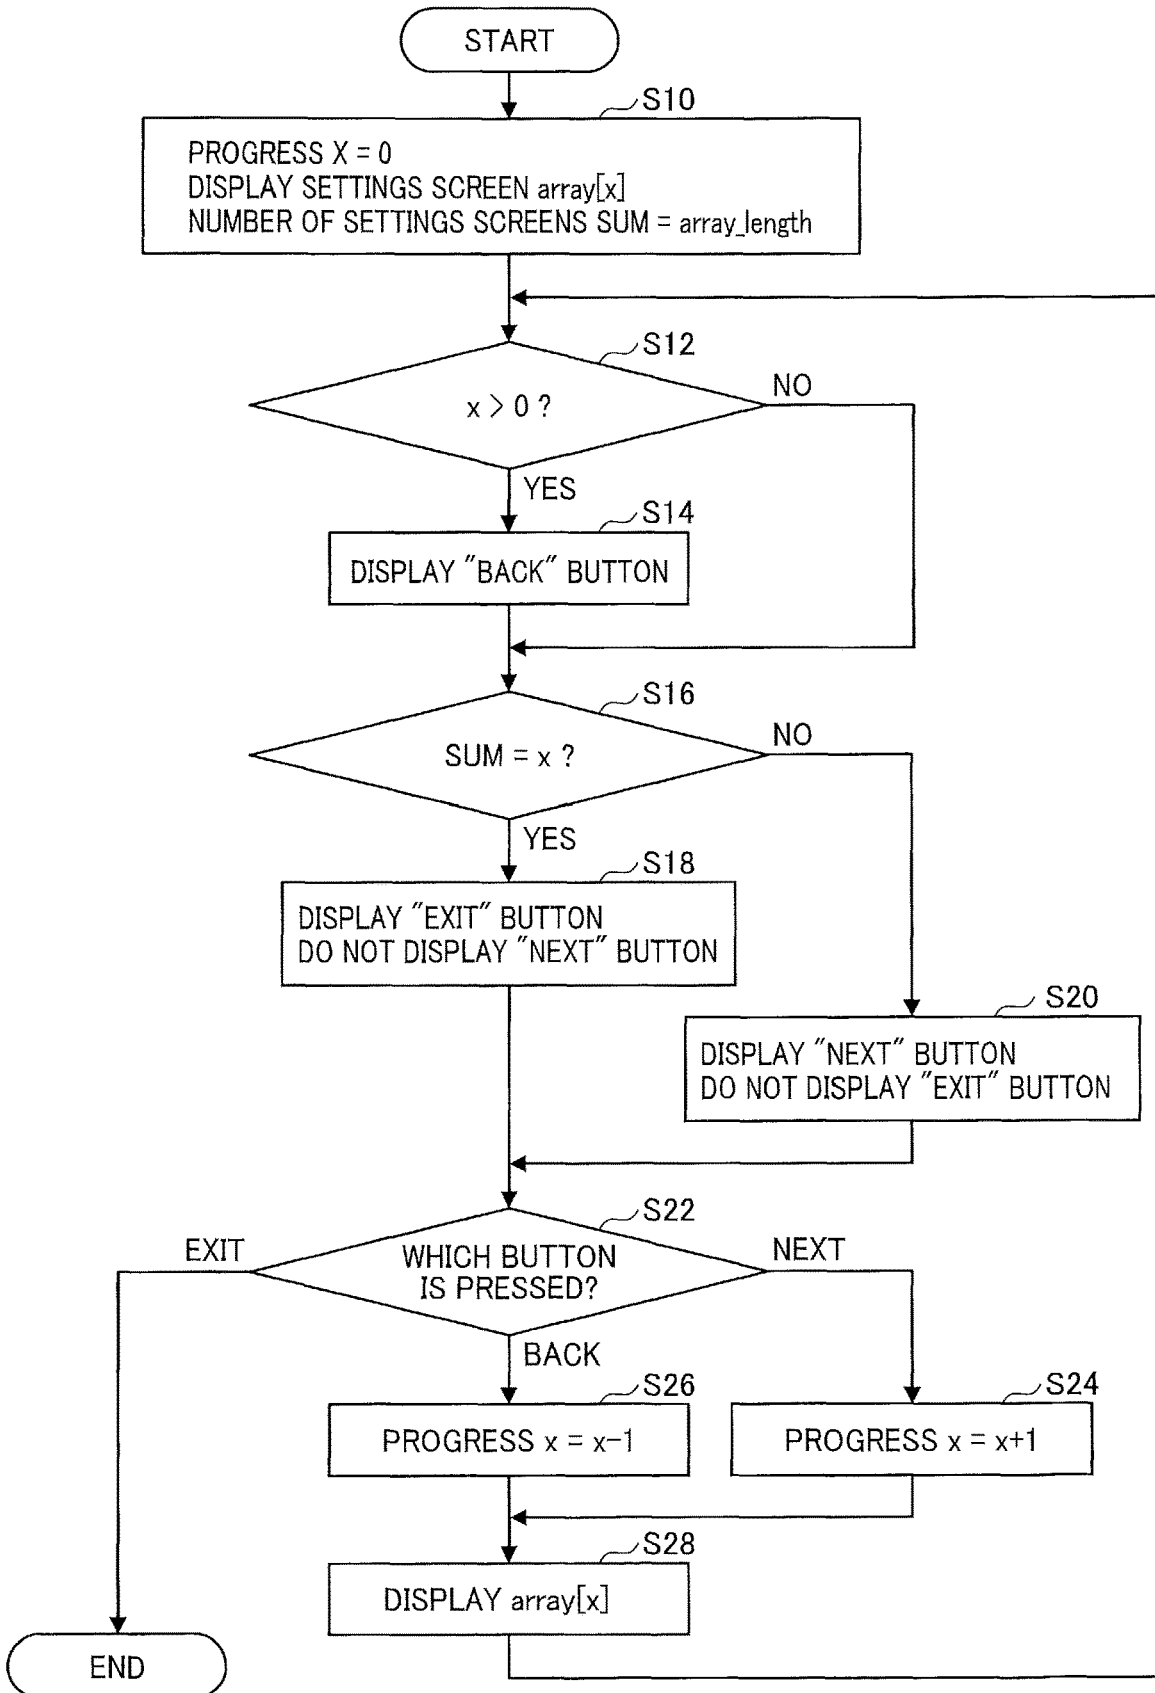 START
S10
PROGRESS X = 0
DISPLAY SETTINGS SCREEN array[x]
NUMBER OF SETTINGS SCREENS SUM = array_length
S12
x > 0 ?
NO
YES
S14
DISPLAY "BACK" BUTTON
S16
SUM = x ?
NO
YES
S18
DISPLAY "EXIT" BUTTON
DO NOT DISPLAY "NEXT" BUTTON
S20
DISPLAY "NEXT" BUTTON
DO NOT DISPLAY "EXIT" BUTTON
S22
EXIT
WHICH BUTTON
IS PRESSED?
NEXT
BACK
S26
PROGRESS x = x-1
S24
PROGRESS x = x+1
S28
DISPLAY array[x]
END